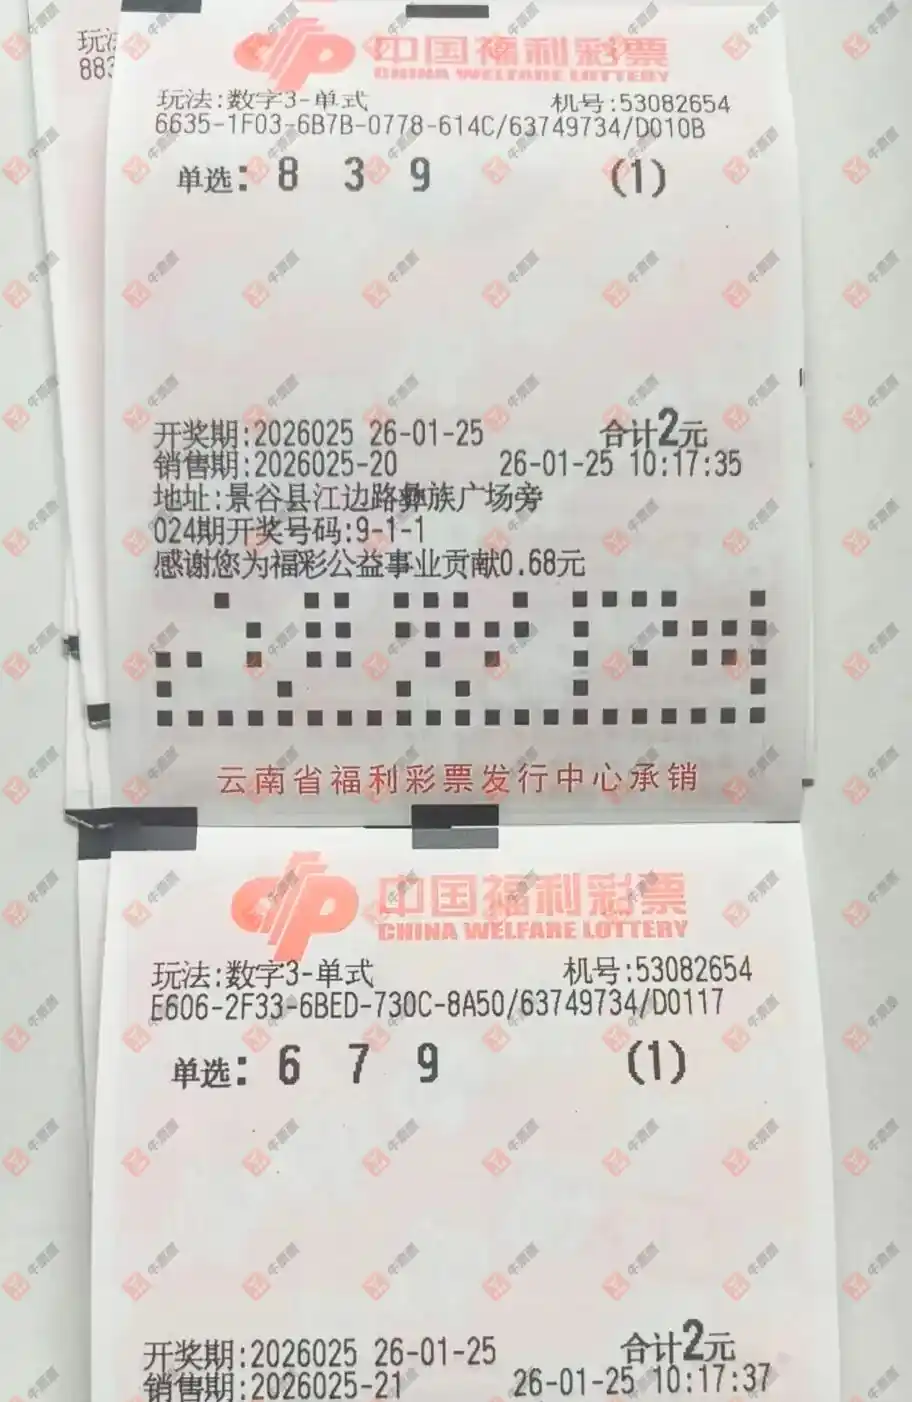 玩法
883
中国福利彩票
CHINA WELFARE LOTTERY
玩法:数字3-单式 机号:53082654
6635-1F03-6B7B-0778-614C/63749734/D010B
单选: 8 3 9 (1)
开奖期:2026025 26-01-25 合计2元
销售期:2026025-20 26-01-25 10:17:35
地址:景谷县江边路彝族广场旁
024期开奖号码:9-1-1
感谢您为福彩公益事业贡献0.68元
云南省福利彩票发行中心承销
中国福利彩票
CHINA WELFARE LOTTERY
玩法:数字3-单式 机号:53082654
E606-2F33-6BED-730C-8A50/63749734/D0117
单选: 6 7 9 (1)
开奖期:2026025 26-01-25 合计2元
销售期:2026025-21 26-01-25 10:17:37